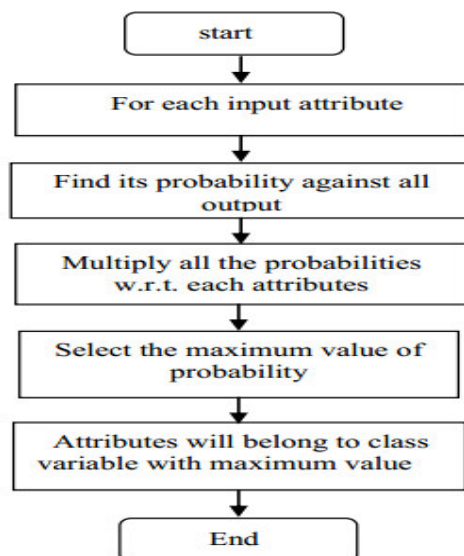 start
For each input attribute
Find its probability against all
output
Multiply all the probabilities
w.r.t. each attributes
Select the maximum value of
probability
Attributes will belong to class
variable with maximum value
End